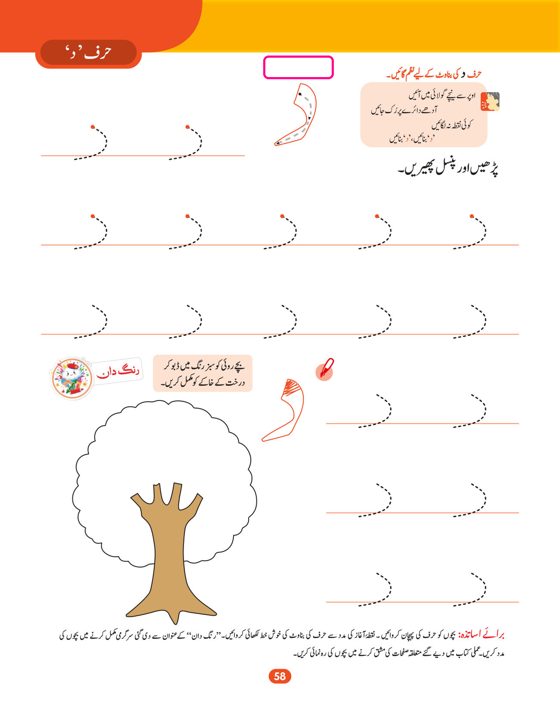 حرف ’د‘
حرف د کی بناوٹ کے لیے نظم گائیں۔
اوپر سے نیچے گولائی میں آئیں
آدھے دائرے پر رُک جائیں
کوئی نقطہ نہ لگائیں
’د‘ بنائیں، ’د‘ بنائیں
پڑھیں اور پنسل پھیریں۔
رنگ دان
بچے روئی کو سبز رنگ میں ڈبو کر
درخت کے خاکے کو مکمل کریں۔
برائے اساتذہ: بچوں کو حرف کی پہچان کروائیں۔ نقطۂ آغاز کی مدد سے حرف کی بناوٹ کی خوش خط لکھائی کروائیں۔ ”رنگ دان“ کے عنوان سے دی گئی سرگرمی مکمل کرنے میں بچوں کی
مدد کریں۔ عملی کتاب میں دیے گئے متعلقہ صفحات کی مشق کرنے میں بچوں کی رہ نمائی کریں۔
58